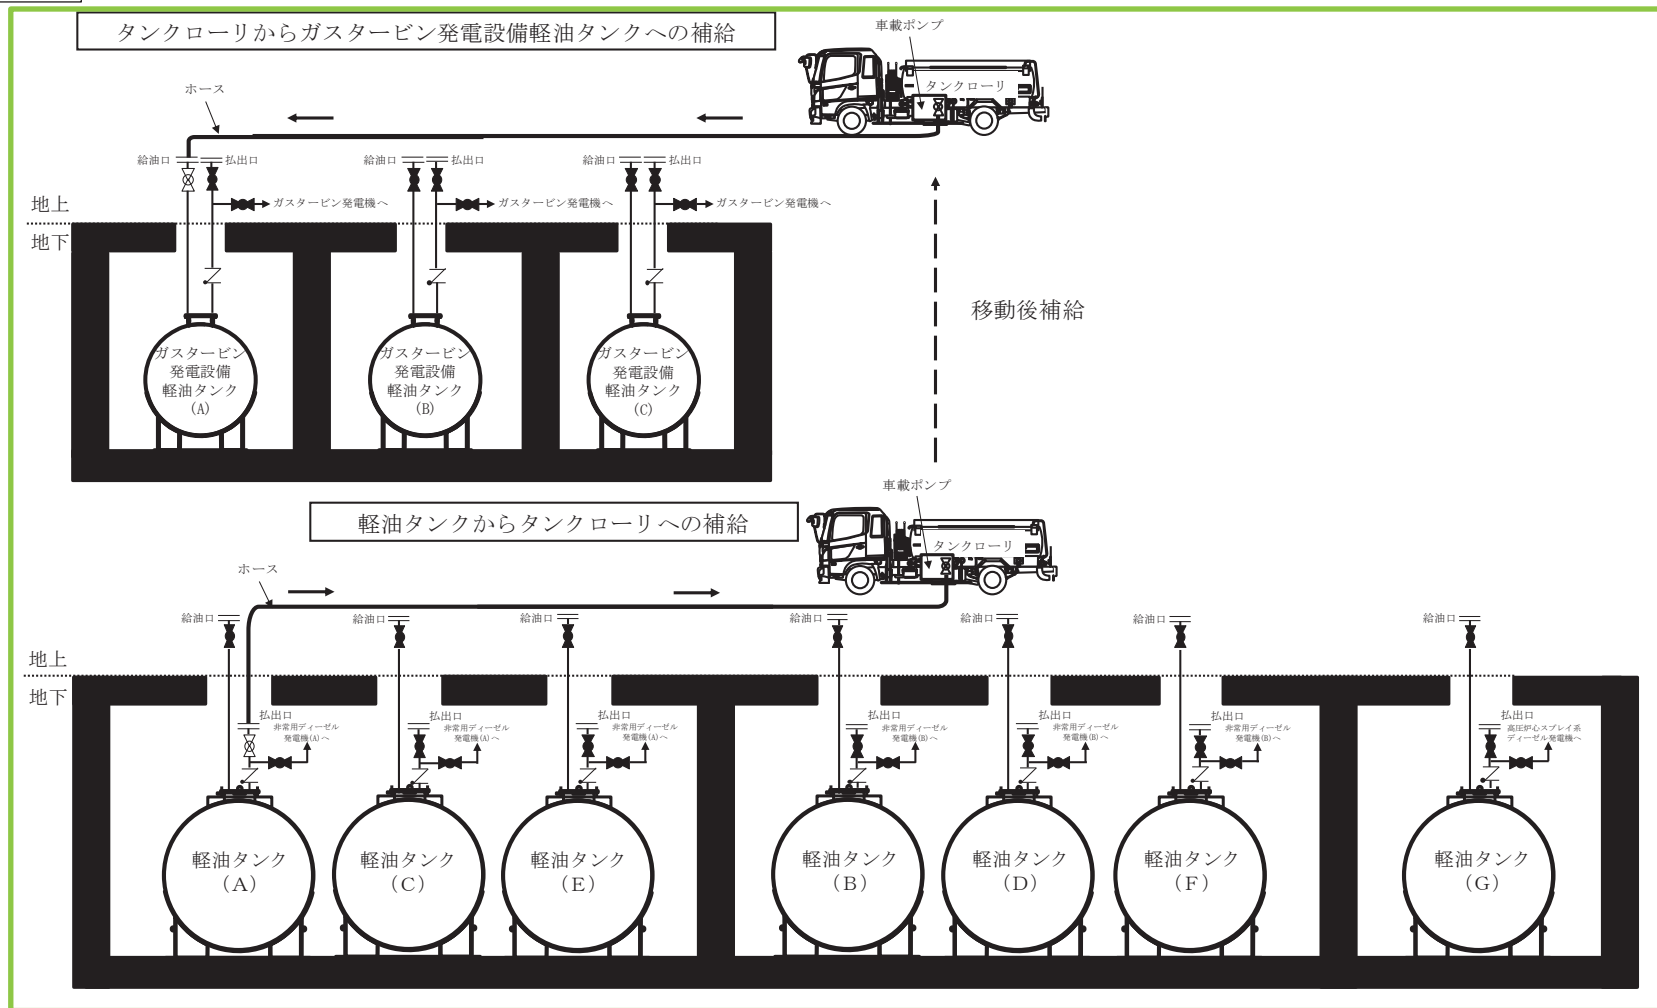 タンクローリからガスタービン発電設備軽油タンクへの補給
車載ポンプ
タンクローリ
ホース
給油口
払出口
給油口
払出口
給油口
払出口
ガスタービン発電機へ
ガスタービン発電機へ
ガスタービン発電機へ
地上
地下
移動後補給
ガスタービン
発電設備
軽油タンク
(A)
ガスタービン
発電設備
軽油タンク
(B)
ガスタービン
発電設備
軽油タンク
(C)
軽油タンクからタンクローリへの補給
車載ポンプ
タンクローリ
ホース
給油口
給油口
給油口
給油口
給油口
給油口
給油口
地上
地下
払出口
非常用ディーゼル
発電機(A)へ
払出口
非常用ディーゼル
発電機(A)へ
払出口
非常用ディーゼル
発電機(A)へ
払出口
非常用ディーゼル
発電機(B)へ
払出口
非常用ディーゼル
発電機(B)へ
払出口
非常用ディーゼル
発電機(B)へ
払出口
高圧炉心スプレイ系
ディーゼル発電機へ
軽油タンク
(A)
軽油タンク
(C)
軽油タンク
(E)
軽油タンク
(B)
軽油タンク
(D)
軽油タンク
(F)
軽油タンク
(G)